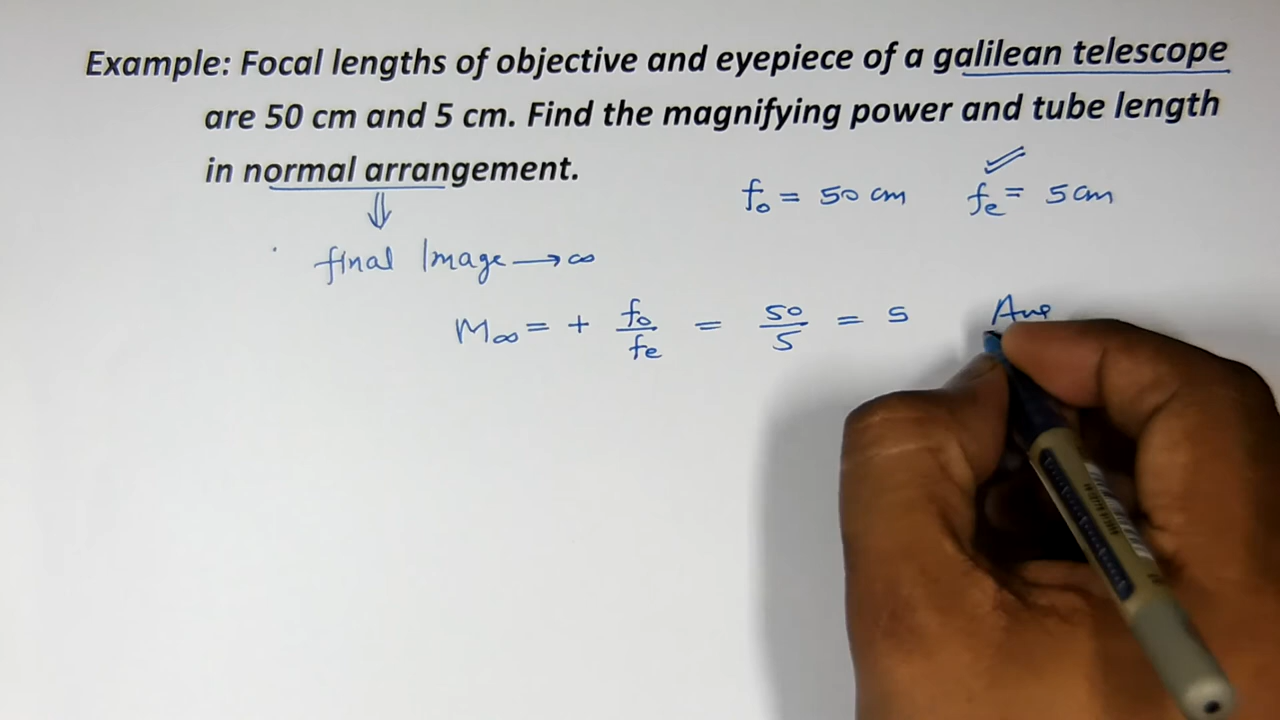 Example: Focal lengths of objective and eyepiece of a galilean telescope
are 50 cm and 5 cm. Find the magnifying power and tube length
in normal arrangement.
f₀ = 50 cm fₑ = 5 cm
⇓
final Image → ∞
M∞ = + f₀/fₑ = 50/5 = 5 Ans